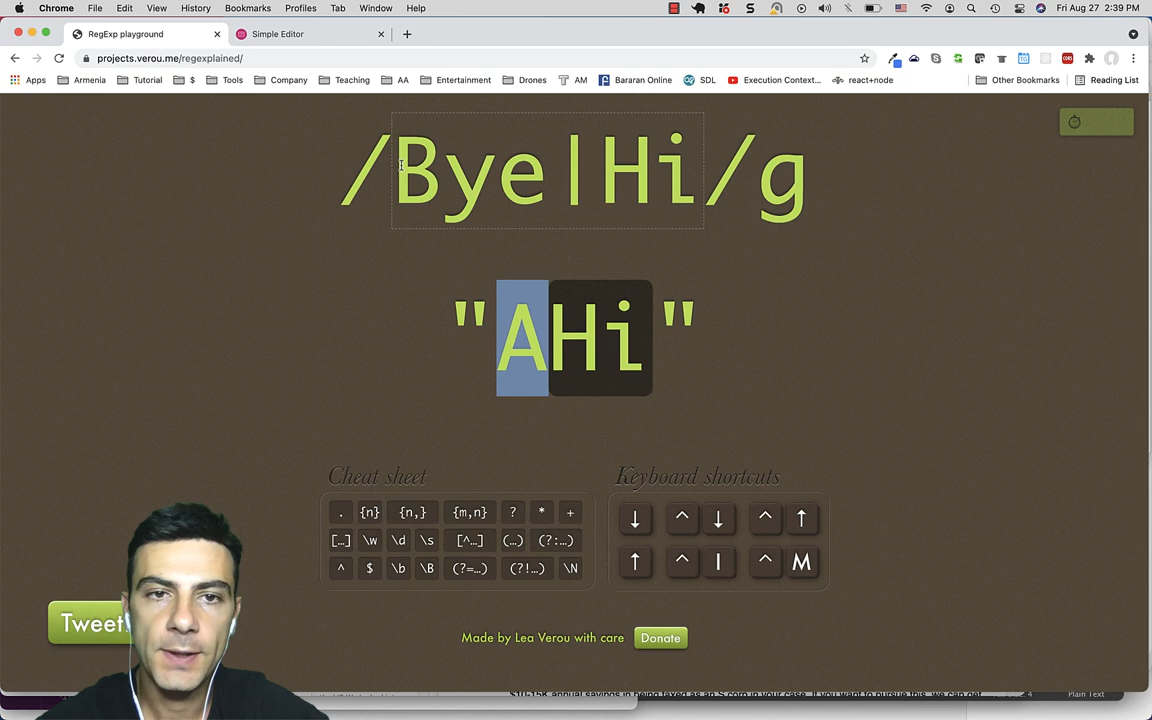 Chrome File Edit View History Bookmarks Profiles Tab Window Help Fri Aug 27 2:39 PM
RegExp playground Simple Editor
projects.verou.me/regexplained/
Apps Armenia Tutorial $ Tools Company Teaching AA Entertainment Drones AM Bararan Online SDL Execution Context... react+node Other Bookmarks Reading List
/Bye|Hi/g
"AHi"
Cheat sheet
. {n} {n,} {m,n} ? * +
[…] \w \d \s [^…] (…) (?:…)
^ $ \b \B (?=…) (?!…) \N
Keyboard shortcuts
↓ ^ ↓ ^ ↑
↑ ^ I ^ M
Tweet
Made by Lea Verou with care Donate
Plain Text